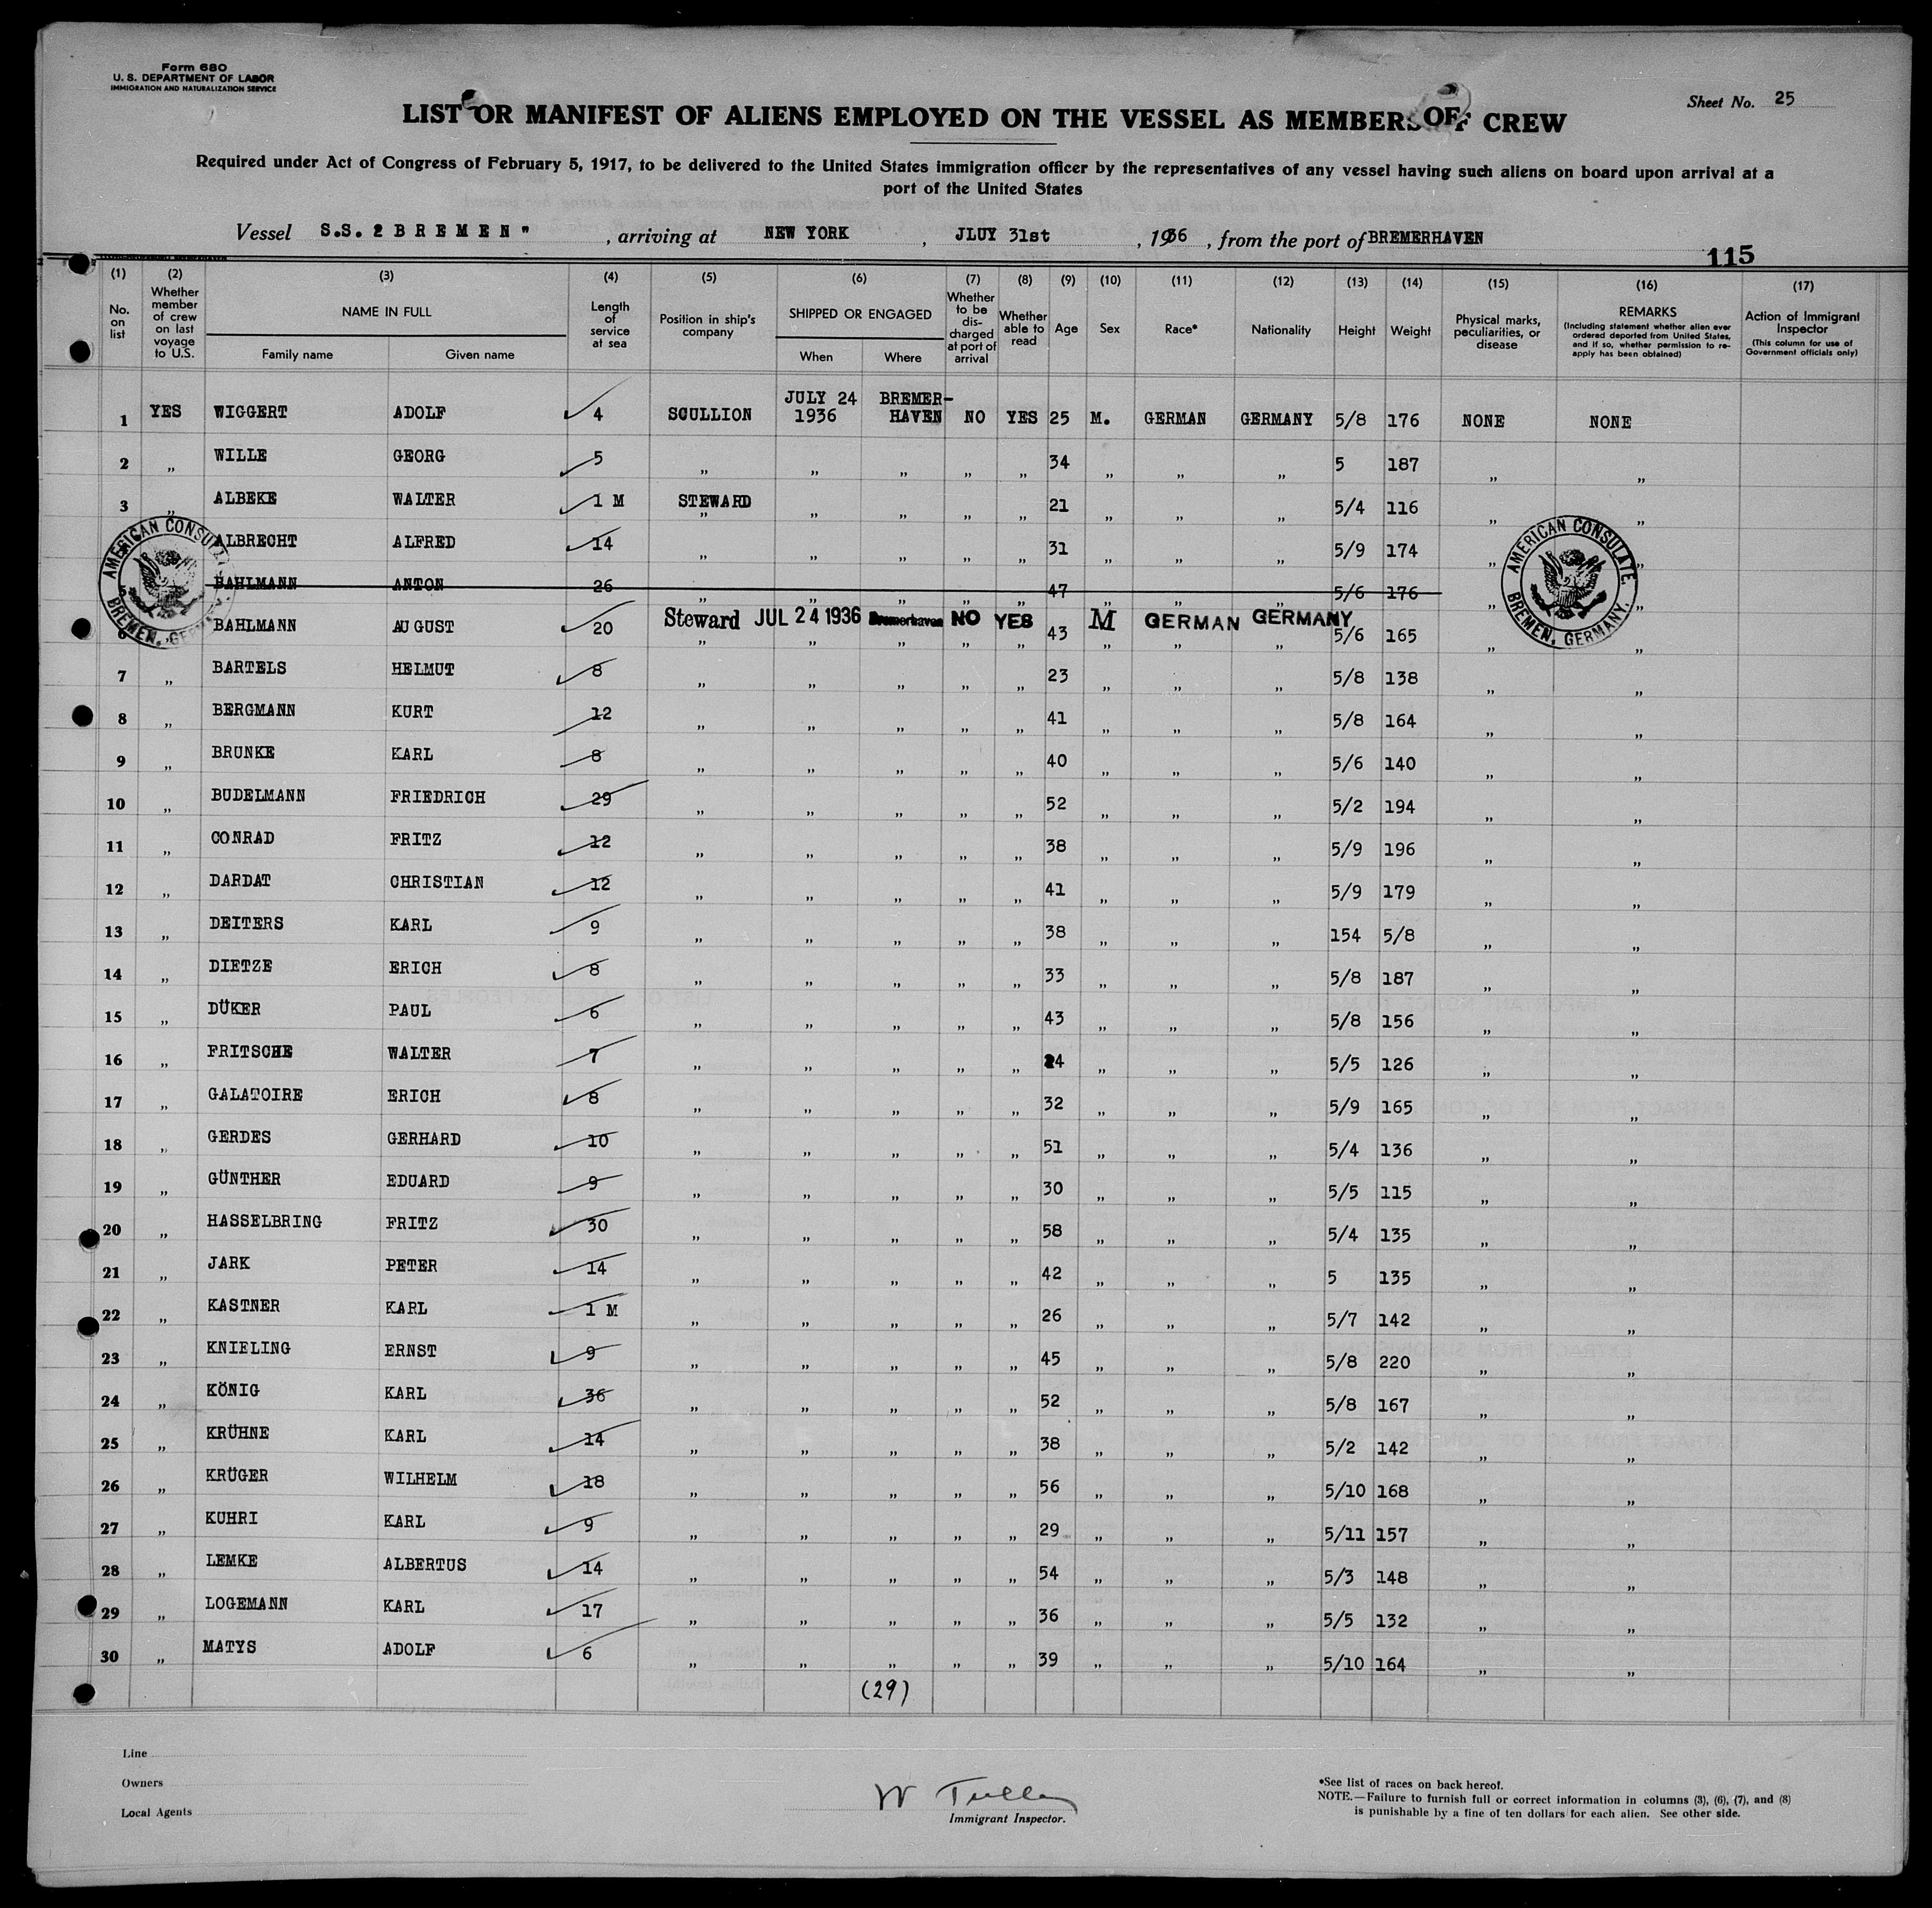 Form 680
U. S. DEPARTMENT OF LABOR
IMMIGRATION AND NATURALIZATION SERVICE
Sheet No. 25
LIST OR MANIFEST OF ALIENS EMPLOYED ON THE VESSEL AS MEMBERS OF CREW
Required under Act of Congress of February 5, 1917, to be delivered to the United States immigration officer by the representatives of any vessel having such aliens on board upon arrival at a
port of the United States
Vessel S.S. 2 B R E M E N " , arriving at NEW YORK , JLUY 31st , 1936 , from the port of BREMERHAVEN
115
(1) (2) (3) (4) (5) (6) (7) (8) (9) (10) (11) (12) (13) (14) (15) (16) (17)
No. on list
Whether member of crew on last voyage to U.S.
NAME IN FULL
Family name Given name
Length of service at sea
Position in ship's company
SHIPPED OR ENGAGED
When Where
Whether to be discharged at port of arrival
Whether able to read
Age
Sex
Race*
Nationality
Height
Weight
Physical marks, peculiarities, or disease
REMARKS
(Including statement whether alien ever ordered deported from United States, and if so, whether permission to re-apply has been obtained)
Action of Immigrant Inspector
(This column for use of Government officials only)
1 YES WIGGERT ADOLF 4 SCULLION JULY 24 1936 BREMER-HAVEN NO YES 25 M. GERMAN GERMANY 5/8 176 NONE NONE
2 " WILLE GEORG 5 " " " " " 34 " " " 5 187 " "
3 " ALBEKE WALTER 1 M STEWARD " " " " " 21 " " " 5/4 116 " "
ALBRECHT ALFRED 14 " " " " " 31 " " " 5/9 174 " "
BAHLMANN ANTON 26 " " " " " 47 " " " 5/6 176 " "
6 BAHLMANN AUGUST 20 Steward JUL 24 1936 Bremerhaven NO YES 43 M GERMAN GERMANY 5/6 165 " "
7 " BARTELS HELMUT 8 " " " " " 23 " " " 5/8 138 " "
8 " BERGMANN KURT 12 " " " " " 41 " " " 5/8 164 " "
9 " BRUNKE KARL 8 " " " " " 40 " " " 5/6 140 " "
10 " BUDELMANN FRIEDRICH 29 " " " " " 52 " " " 5/2 194 " "
11 " CONRAD FRITZ 12 " " " " " 38 " " " 5/9 196 " "
12 " DARDAT CHRISTIAN 12 " " " " " 41 " " " 5/9 179 " "
13 " DEITERS KARL 9 " " " " " 38 " " " 154 5/8 " "
14 " DIETZE ERICH 8 " " " " " 33 " " " 5/8 187 " "
15 " DÜKER PAUL 6 " " " " " 43 " " " 5/8 156 " "
16 " FRITSCHE WALTER 7 " " " " " 24 " " " 5/5 126 " "
17 " GALATOIRE ERICH 8 " " " " " 32 " " " 5/9 165 " "
18 " GERDES GERHARD 10 " " " " " 51 " " " 5/4 136 " "
19 " GÜNTHER EDUARD 9 " " " " " 30 " " " 5/5 115 " "
20 " HASSELBRING FRITZ 30 " " " " " 58 " " " 5/4 135 " "
21 " JARK PETER 14 " " " " " 42 " " " 5 135 " "
22 " KASTNER KARL 1 M " " " " " 26 " " " 5/7 142 " "
23 " KNIELING ERNST 9 " " " " " 45 " " " 5/8 220 " "
24 " KÖNIG KARL 36 " " " " " 52 " " " 5/8 167 " "
25 " KRÜHNE KARL 14 " " " " " 38 " " " 5/2 142 " "
26 " KRÜGER WILHELM 18 " " " " " 56 " " " 5/10 168 " "
27 " KUHRI KARL 9 " " " " " 29 " " " 5/11 157 " "
28 " LEMKE ALBERTUS 14 " " " " " 54 " " " 5/3 148 " "
29 " LOGEMANN KARL 17 " " " " " 36 " " " 5/5 132 " "
30 " MATYS ADOLF 6 " " " " " 39 " " " 5/10 164 " "
(29)
AMERICAN CONSULATE BREMEN, GERMANY.
AMERICAN CONSULATE. BREMEN, GERMANY.
Line
Owners
Local Agents
W
Immigrant Inspector.
*See list of races on back hereof.
NOTE.—Failure to furnish full or correct information in columns (3), (6), (7), and (8)
is punishable by a fine of ten dollars for each alien. See other side.